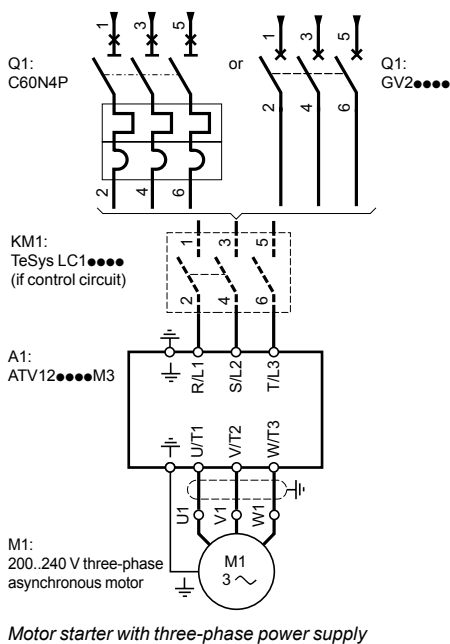 1 3 5
Q1:
C60N4P
or
1 3 5
Q1:
GV2●●●●
2 4 6
2 4 6
KM1:
TeSys LC1●●●●
(if control circuit)
1 3 5
2 4 6
A1:
ATV12●●●●M3
R/L1 S/L2 T/L3
U/T1 V/T2 W/T3
U1 V1 W1
M1:
200..240 V three-phase
asynchronous motor
M1
3 ~
Motor starter with three-phase power supply